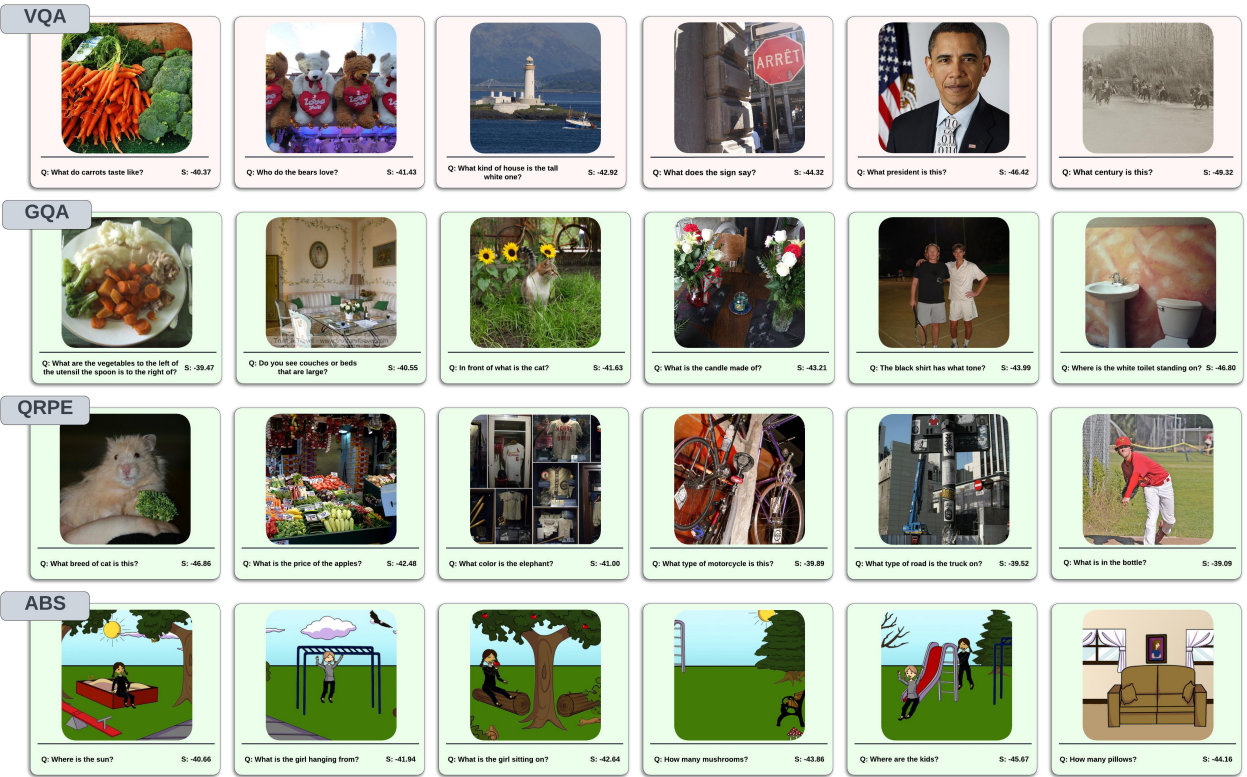 VQA
I Love You!
ARRÊT
Q: What do carrots taste like? S: -40.37
Q: Who do the bears love? S: -41.43
Q: What kind of house is the tall
white one? S: -42.92
Q: What does the sign say? S: -44.32
Q: What president is this? S: -46.42
Q: What century is this? S: -49.32
GQA
Q: What are the vegetables to the left of
the utensil the spoon is to the right of? S: -39.47
Q: Do you see couches or beds
that are large? S: -40.55
Q: In front of what is the cat? S: -41.63
Q: What is the candle made of? S: -43.21
Q: The black shirt has what tone? S: -43.99
Q: Where is the white toilet standing on? S: -46.80
QRPE
Q: What breed of cat is this? S: -46.86
Q: What is the price of the apples? S: -42.48
Q: What color is the elephant? S: -41.00
Q: What type of motorcycle is this? S: -39.89
Q: What type of road is the truck on? S: -39.52
Q: What is in the bottle? S: -39.09
ABS
Q: Where is the sun? S: -40.66
Q: What is the girl hanging from? S: -41.94
Q: What is the girl sitting on? S: -42.64
Q: How many mushrooms? S: -43.86
Q: Where are the kids? S: -45.67
Q: How many pillows? S: -44.16